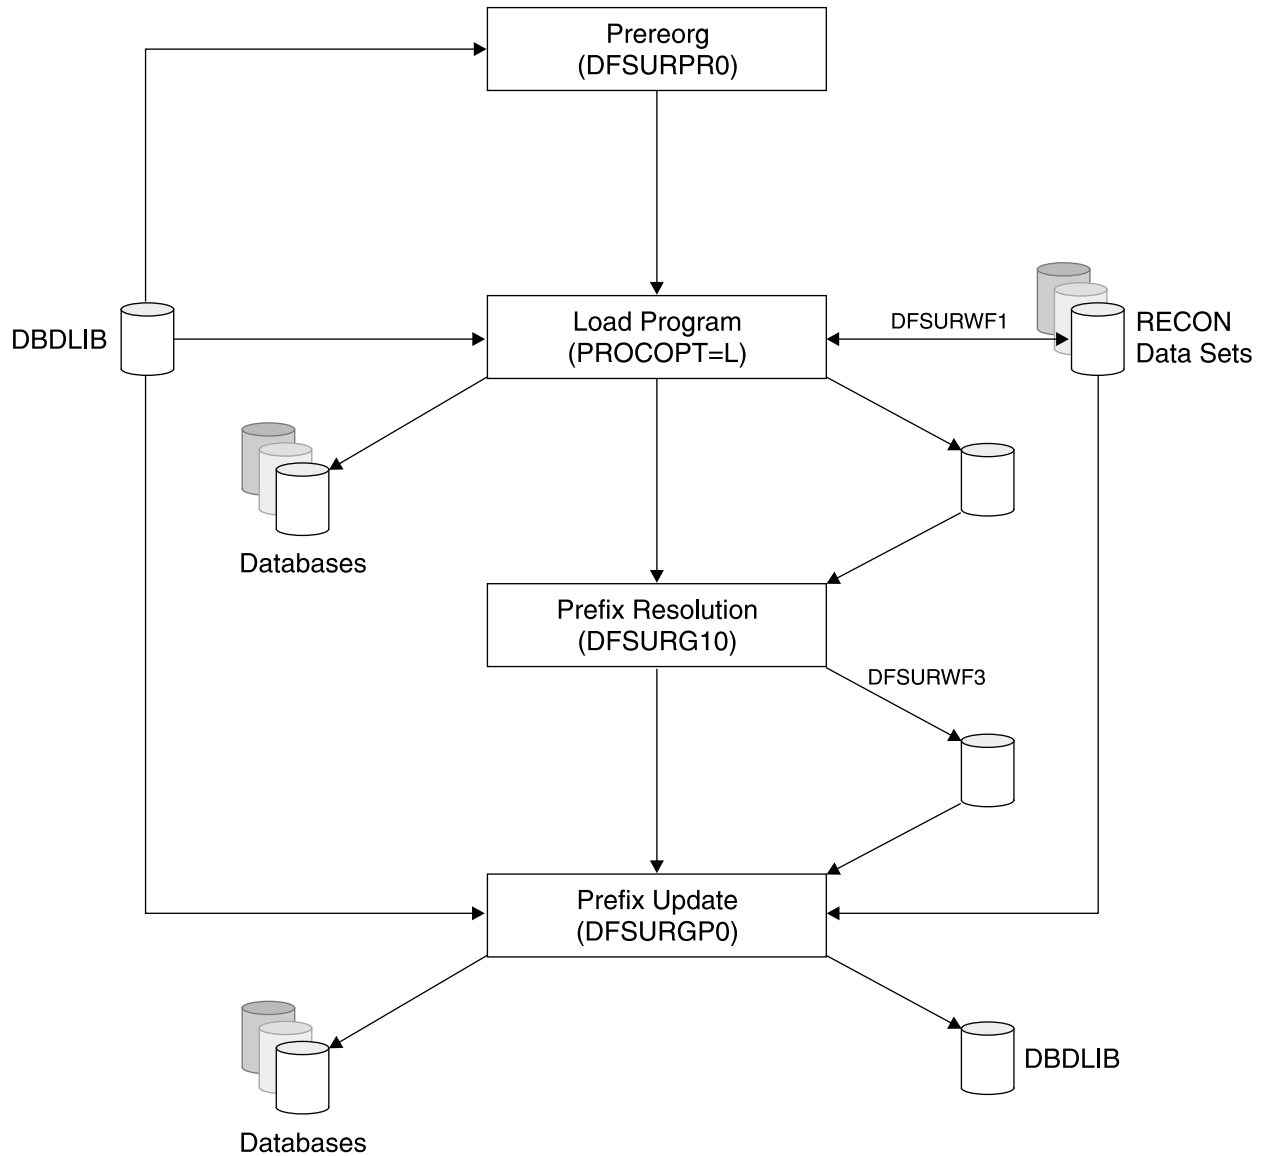 Prereorg
(DFSURPR0)
DBDLIB
Load Program
(PROCOPT=L)
DFSURWF1
RECON
Data Sets
Databases
Prefix Resolution
(DFSURG10)
DFSURWF3
Prefix Update
(DFSURGP0)
DBDLIB
Databases